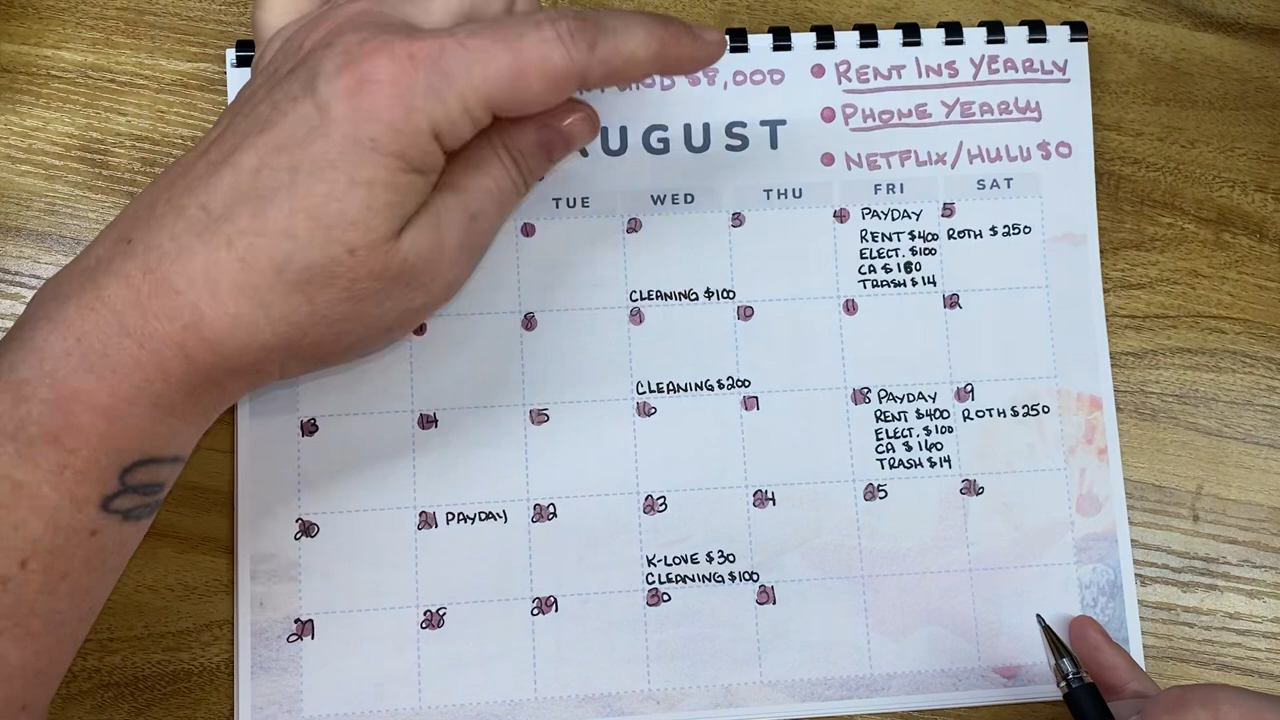 $8,000
RENT INS YEARLY
PHONE YEARLY
NETFLIX/HULU $0
AUGUST
TUE WED THU FRI SAT
1 2 3 4 PAYDAY 5
RENT $400 ROTH $250
ELECT. $100
CA $160
TRASH $14
CLEANING $100
8 9 10 11 12
CLEANING $200
13 14 15 16 17 18 PAYDAY 19
RENT $400 ROTH $250
ELECT. $100
CA $160
TRASH $14
20 21 PAYDAY 22 23 24 25 26
K-LOVE $30
CLEANING $100
27 28 29 30 31